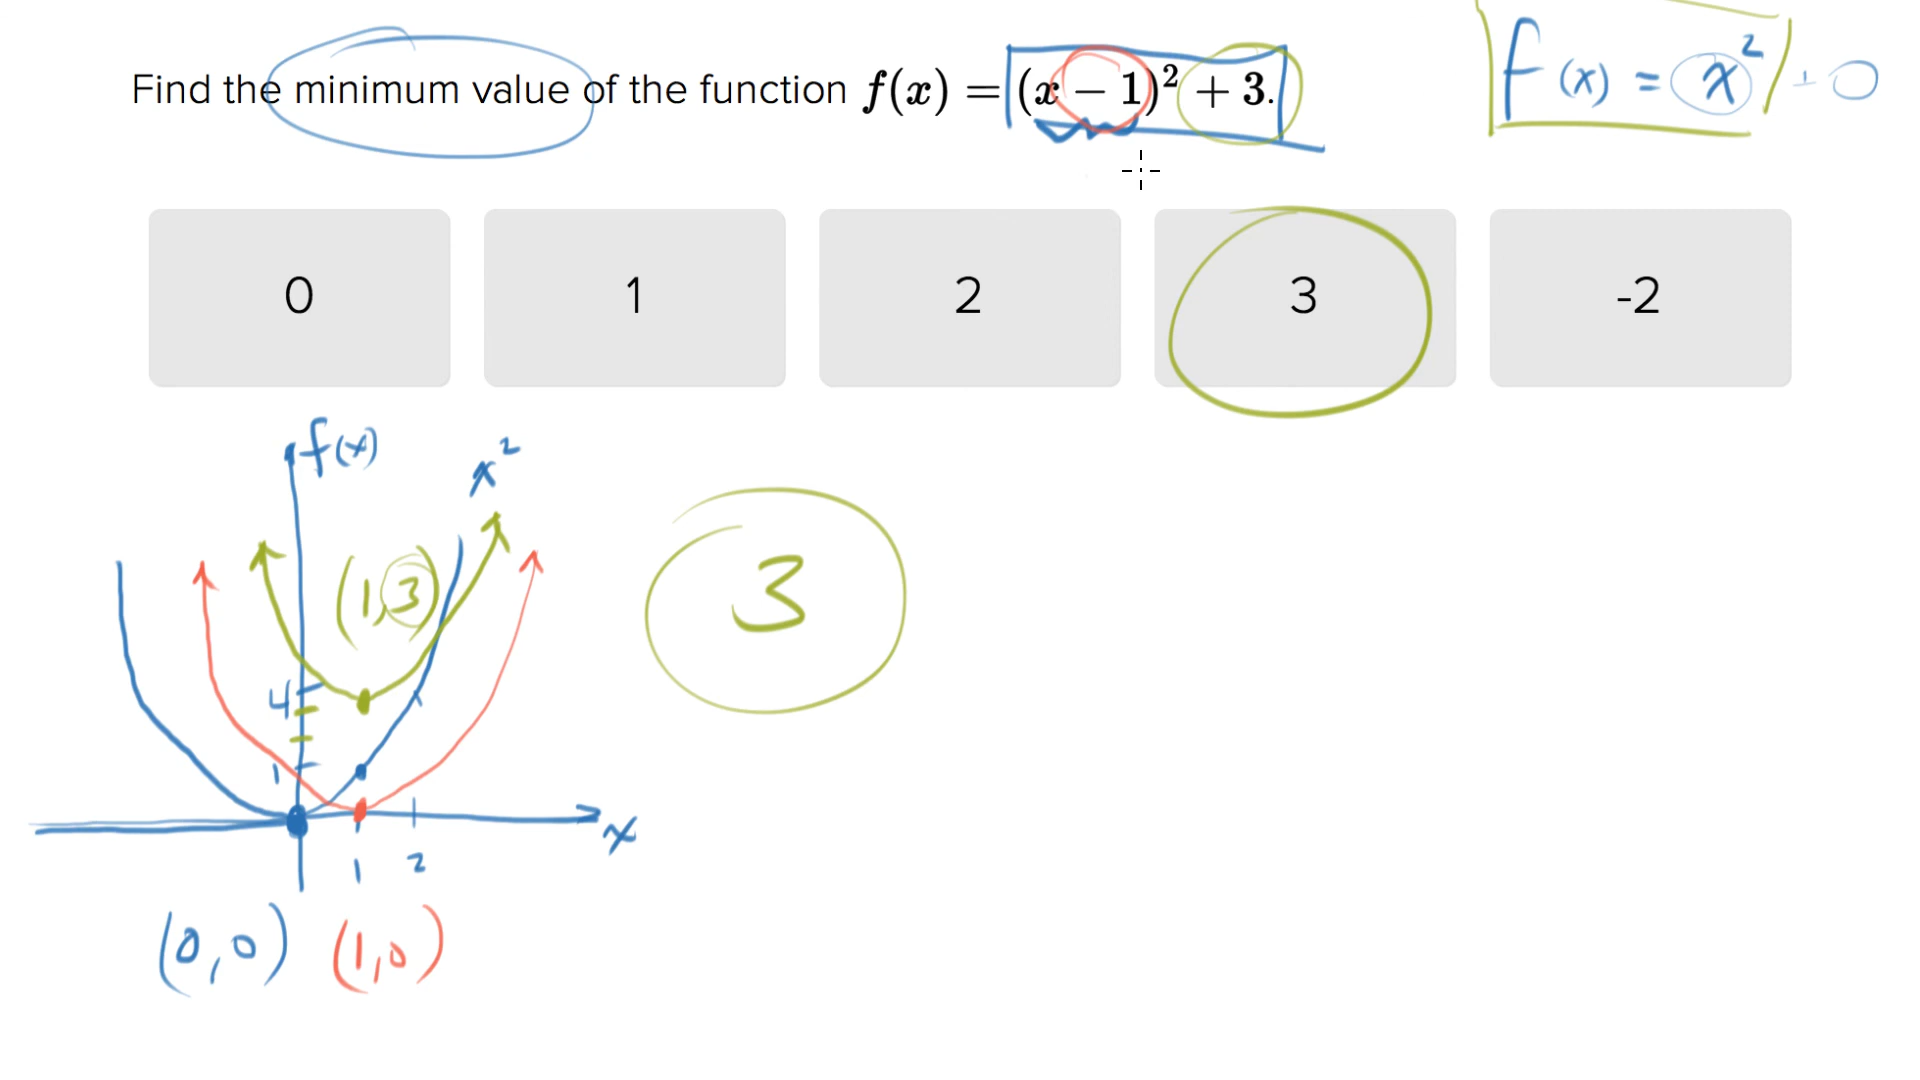 Find the minimum value of the function f(x) = (x − 1)² + 3.
f(x) = x² + 0
0
1
2
3
-2
f(x)
x²
(1,3)
3
4
1
x
1 2
(0,0) (1,0)